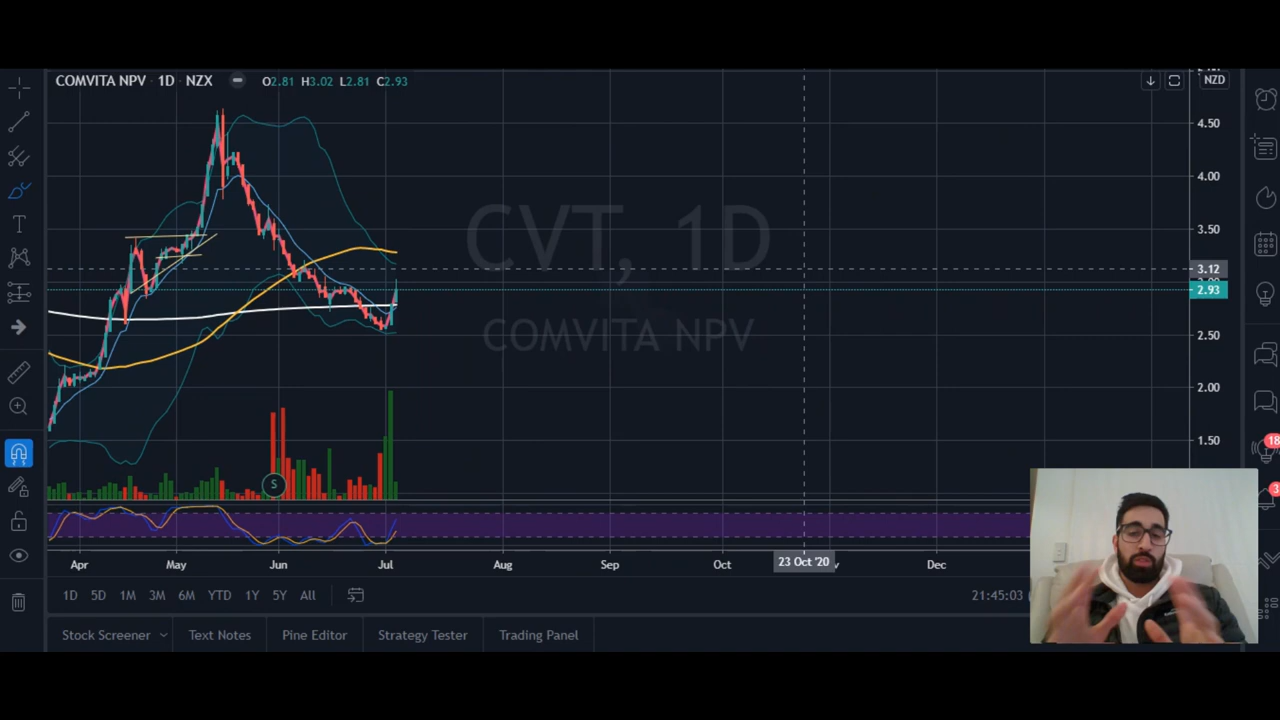 COMVITA NPV · 1D · NZX
O2.81 H3.02 L2.81 C2.93
NZD
4.50
4.00
3.50
3.12
2.93
2.50
2.00
1.50
CVT, 1D
COMVITA NPV
S
18
3
Apr May Jun Jul Aug Sep Oct 23 Oct '20 Dec
1D 5D 1M 3M 6M YTD 1Y 5Y All
21:45:03
Stock Screener Text Notes Pine Editor Strategy Tester Trading Panel